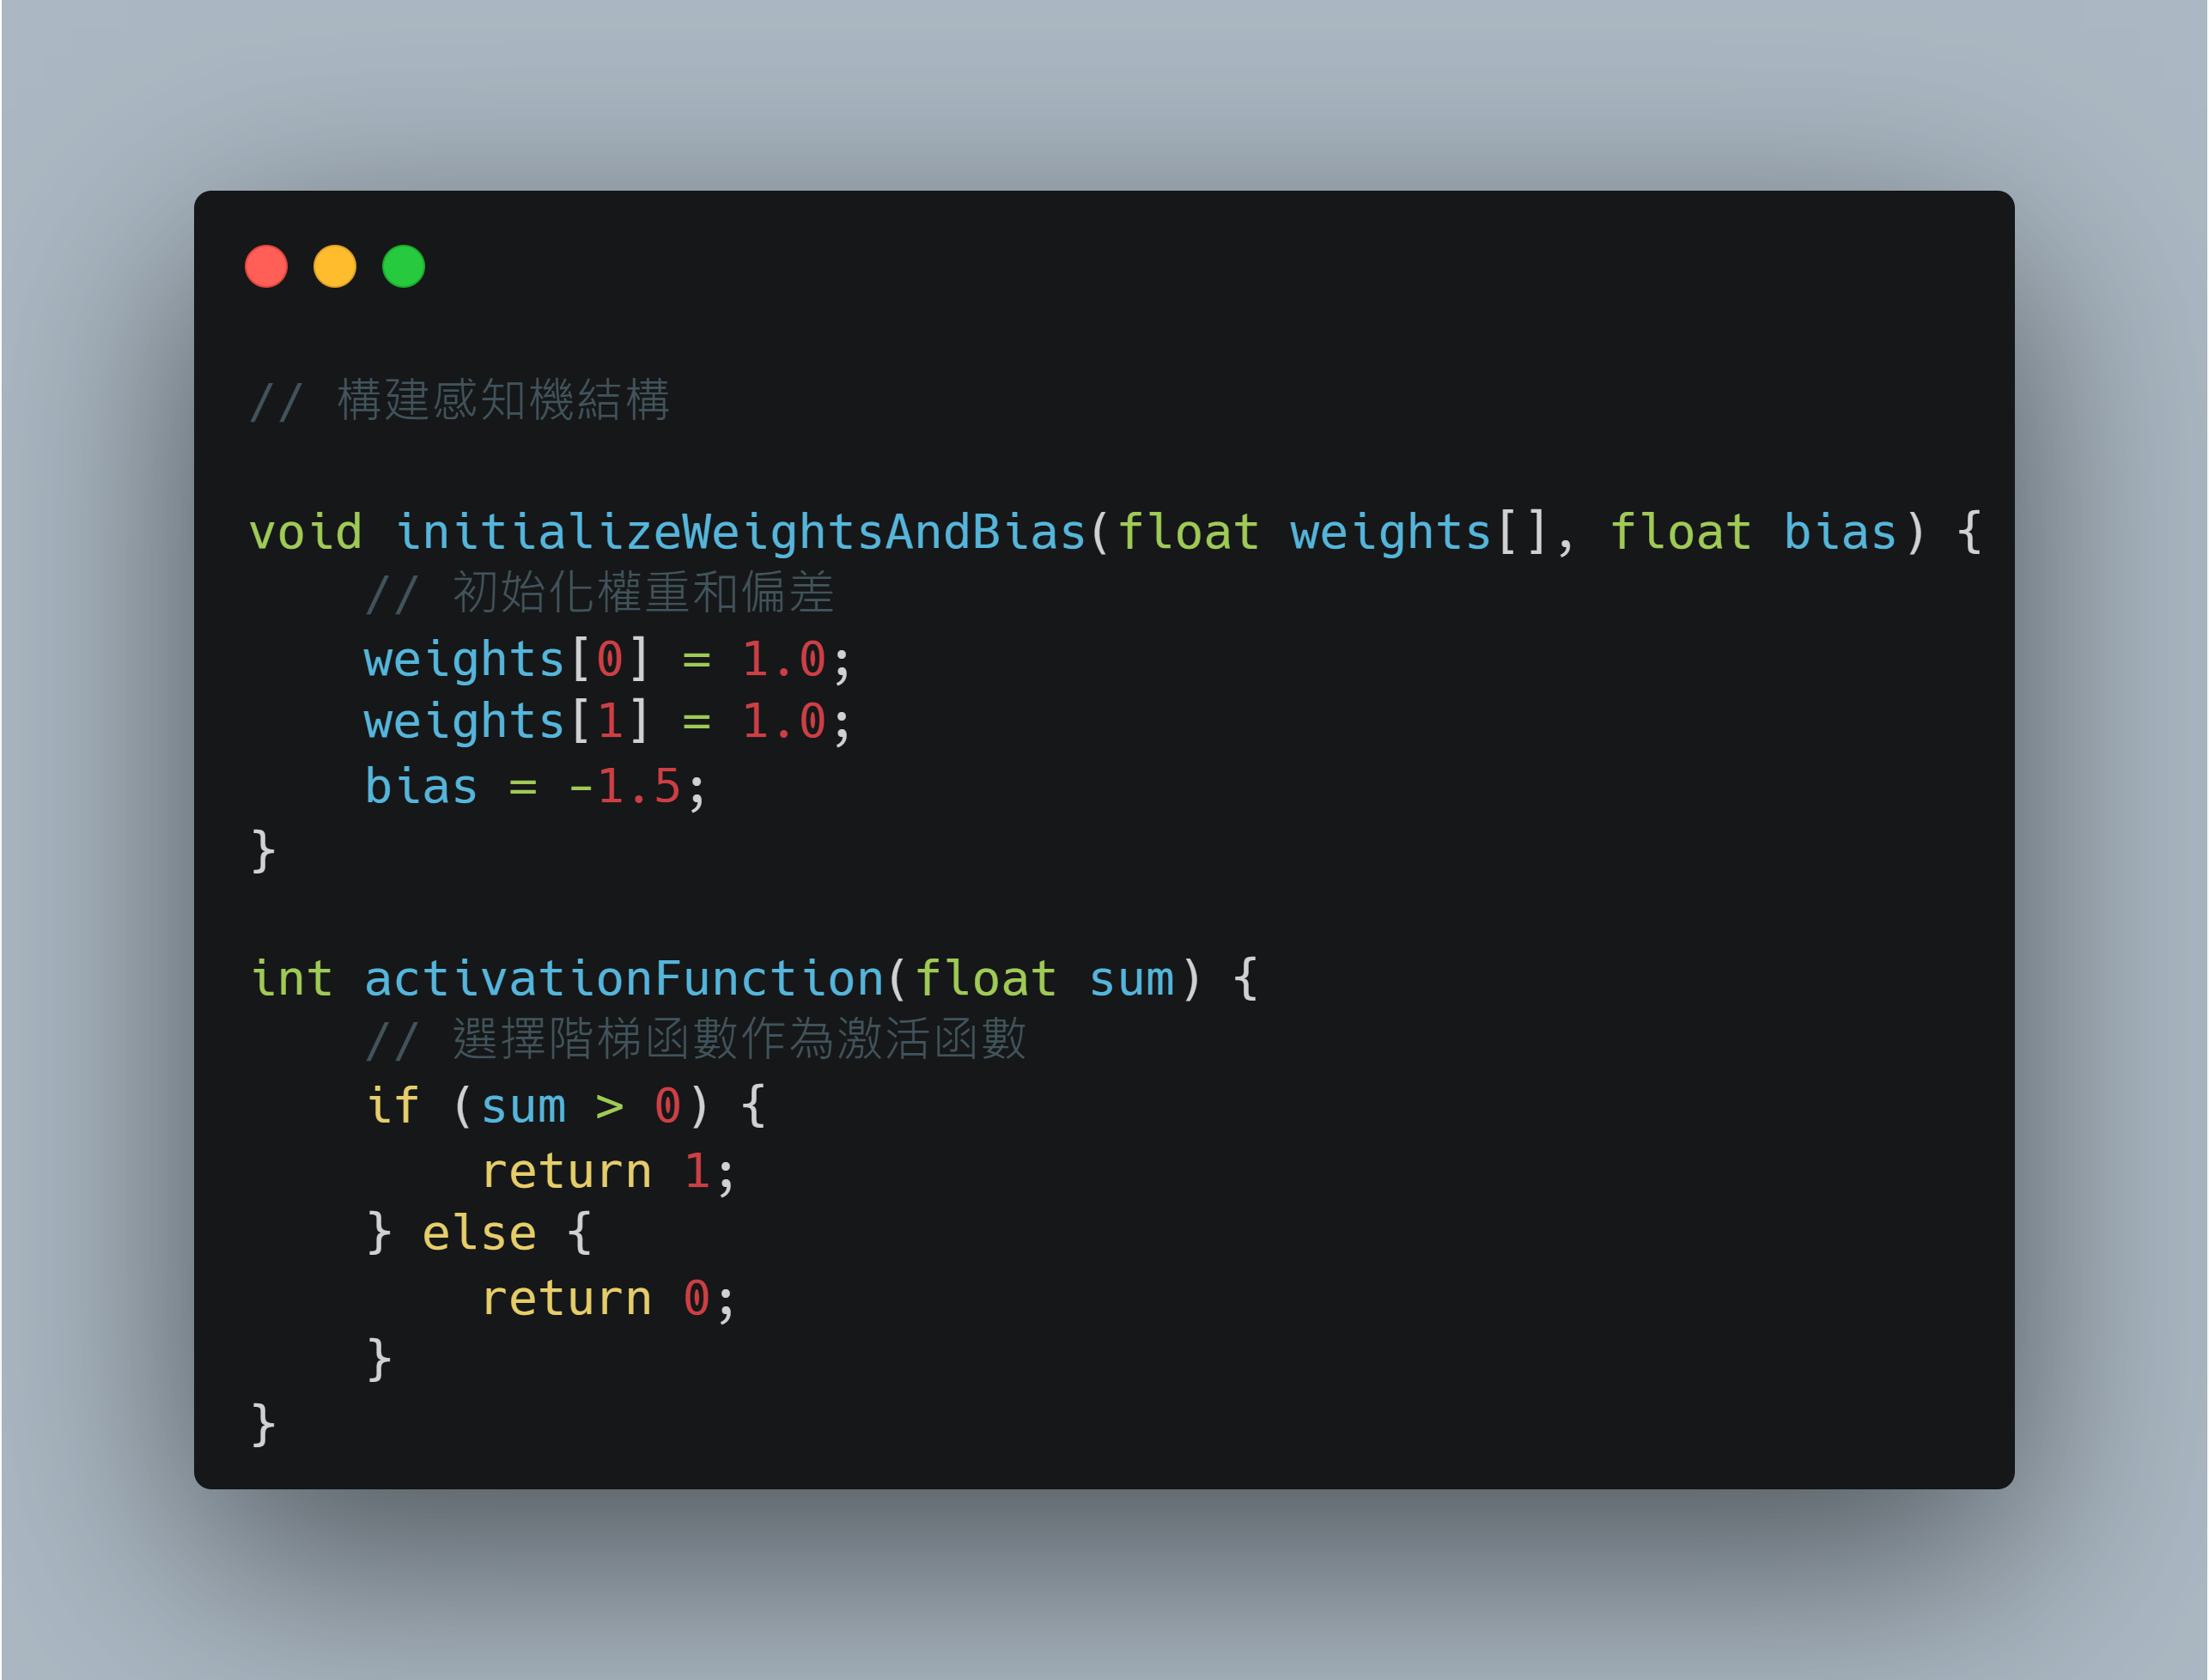 // 構建感知機結構
void initializeWeightsAndBias(float weights[], float bias) {
    // 初始化權重和偏差
    weights[0] = 1.0;
    weights[1] = 1.0;
    bias = -1.5;
}
int activationFunction(float sum) {
    // 選擇階梯函數作為激活函數
    if (sum > 0) {
        return 1;
    } else {
        return 0;
    }
}